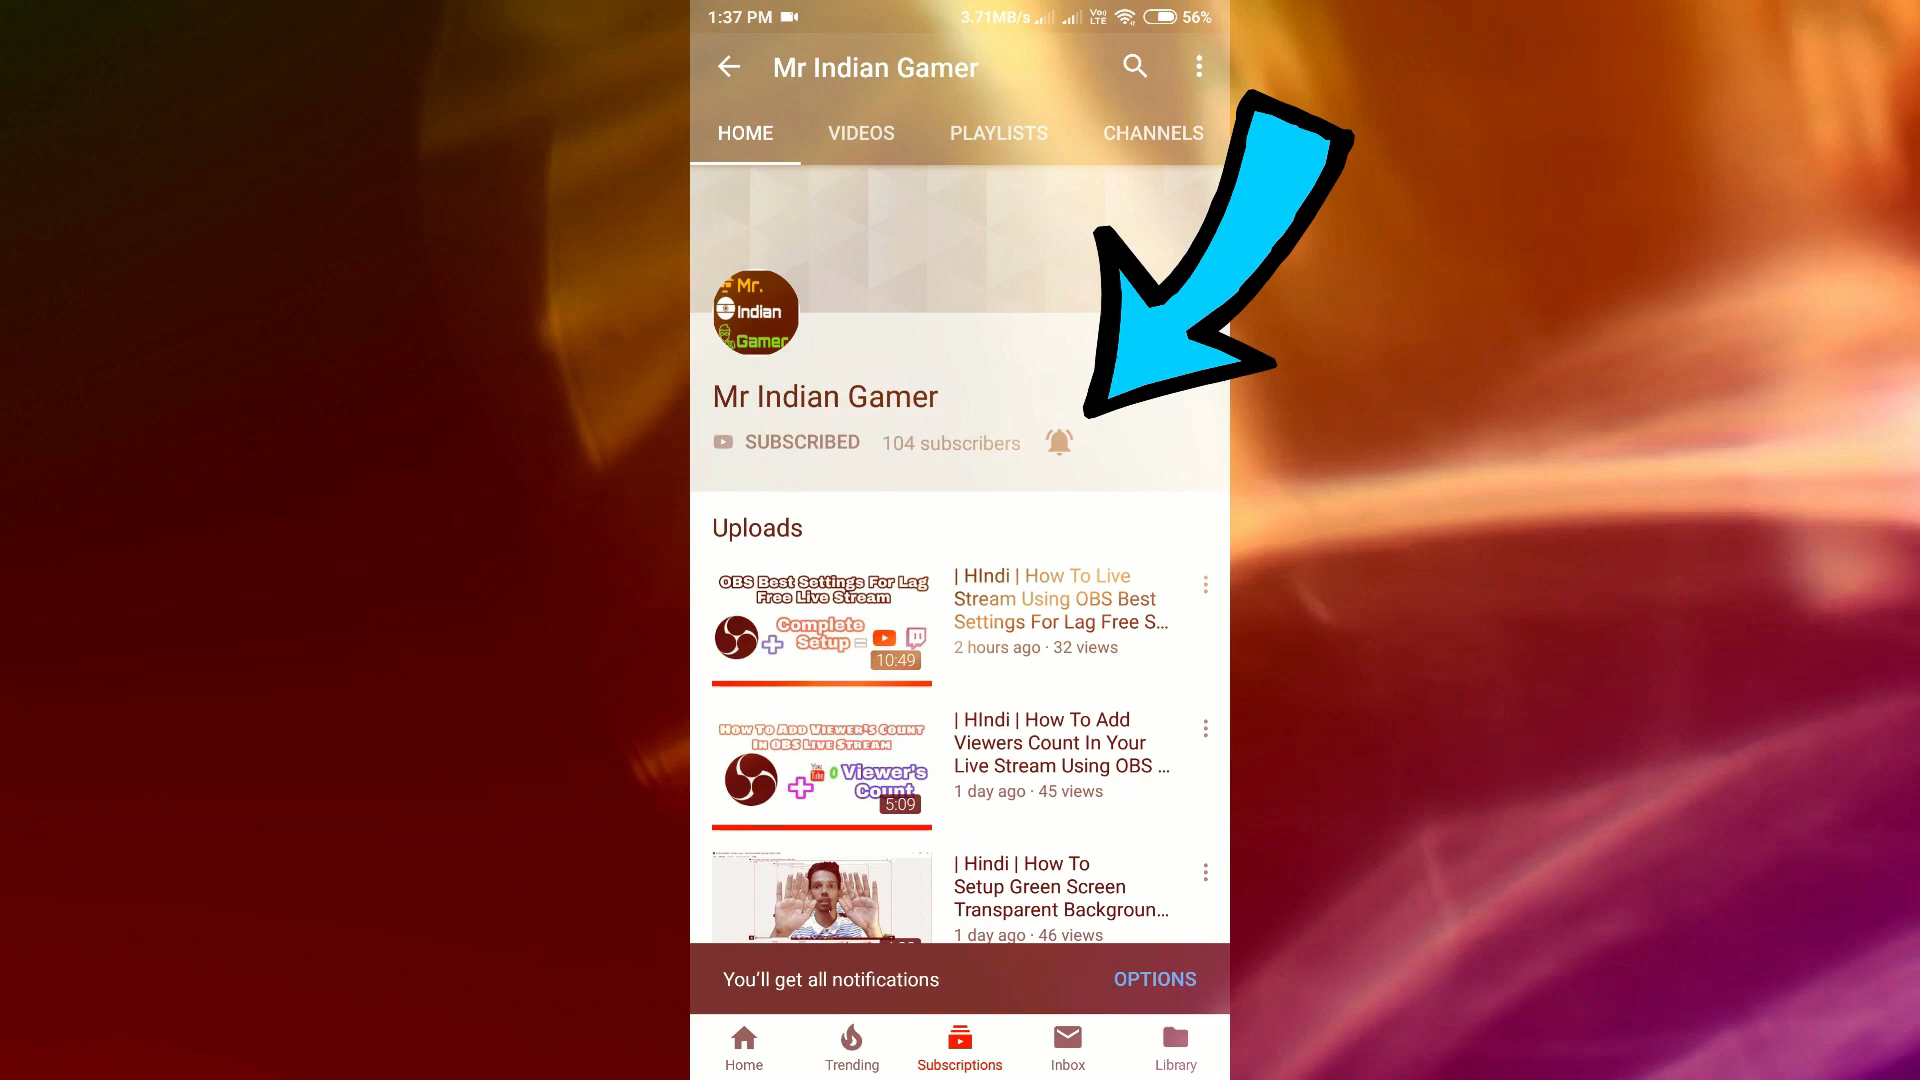 1:37 PM
3.71MB/s
LTE
56%
Mr Indian Gamer
HOME
VIDEOS
PLAYLISTS
CHANNELS
Mr.
Indian
Gamer
Mr Indian Gamer
SUBSCRIBED
104 subscribers
Uploads
OBS Best Settings For Lag
Free Live Stream
Complete
Setup =
10:49
| HIndi | How To Live
Stream Using OBS Best
Settings For Lag Free S...
2 hours ago · 32 views
How To Add Viewer's Count
In OBS Live Stream
You
Tube
0 Viewer's
Count
5:09
| HIndi | How To Add
Viewers Count In Your
Live Stream Using OBS ...
1 day ago · 45 views
| Hindi | How To
Setup Green Screen
Transparent Backgroun...
1 day ago · 46 views
You'll get all notifications
OPTIONS
Home
Trending
Subscriptions
Inbox
Library